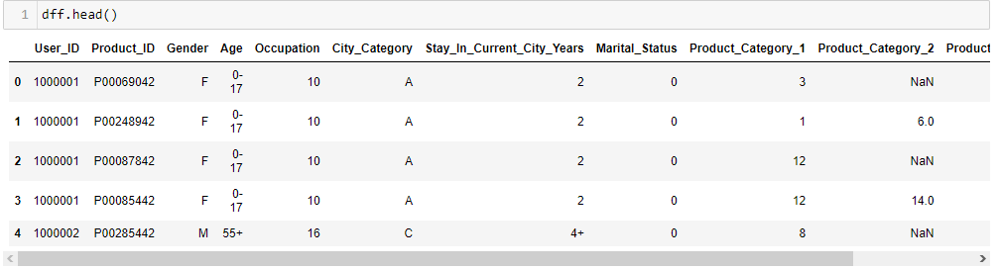 1 dff.head()
User_ID Product_ID Gender Age Occupation City_Category Stay_In_Current_City_Years Marital_Status Product_Category_1 Product_Category_2 Product
0 1000001 P00069042 F 0-17 10 A 2 0 3 NaN
1 1000001 P00248942 F 0-17 10 A 2 0 1 6.0
2 1000001 P00087842 F 0-17 10 A 2 0 12 NaN
3 1000001 P00085442 F 0-17 10 A 2 0 12 14.0
4 1000002 P00285442 M 55+ 16 C 4+ 0 8 NaN